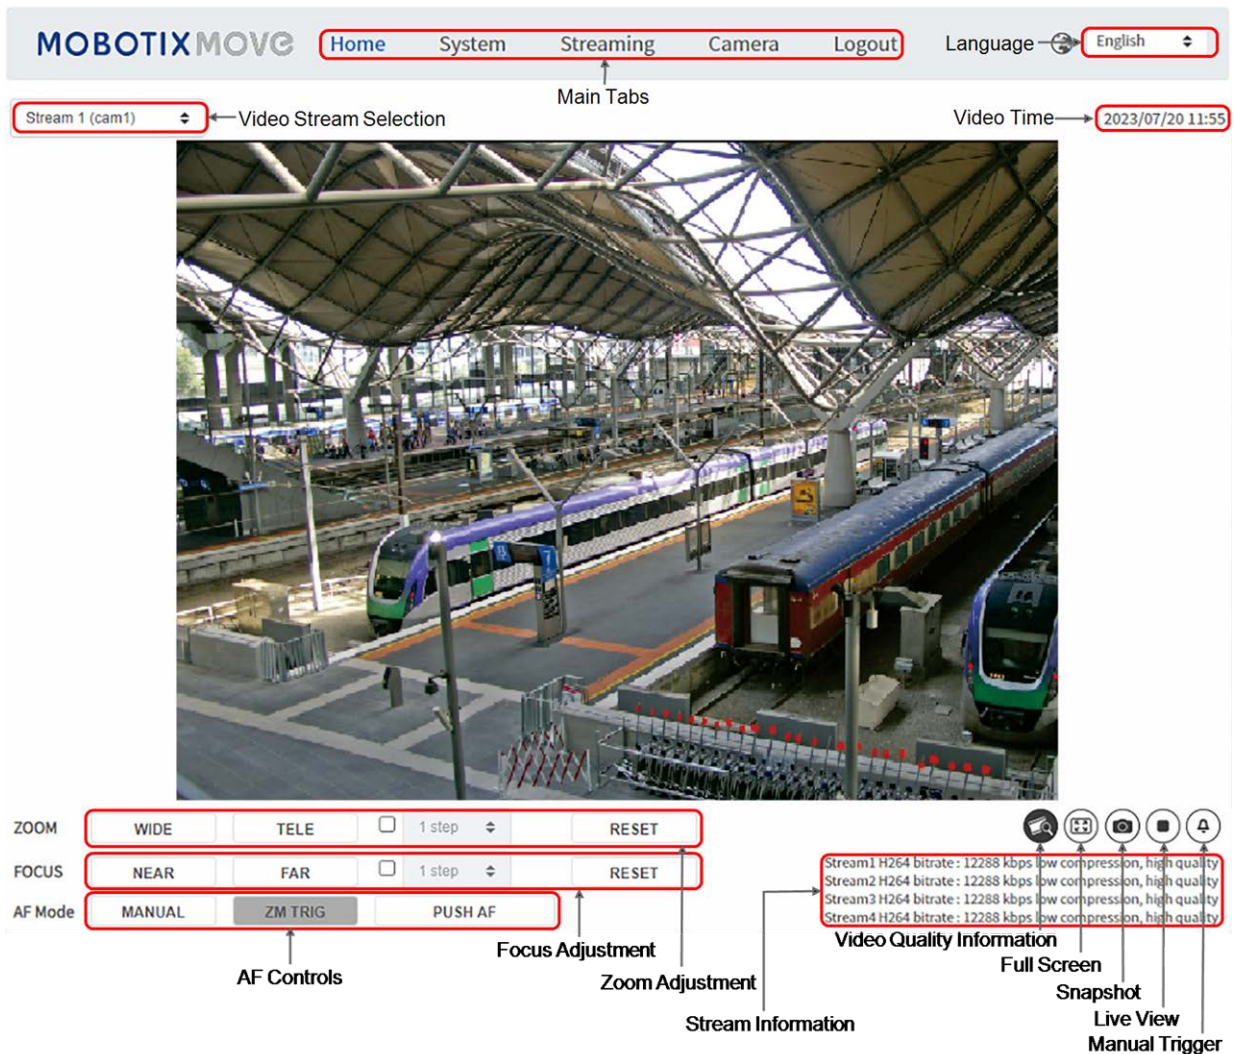 MOBOTIX MOVE Home System Streaming Camera Logout Language English
Main Tabs
Stream 1 (cam1) Video Stream Selection Video Time 2023/07/20 11:55
ZOOM WIDE TELE 1 step RESET
FOCUS NEAR FAR 1 step RESET
AF Mode MANUAL ZM TRIG PUSH AF
Stream1 H264 bitrate : 12288 kbps low compression, high quality
Stream2 H264 bitrate : 12288 kbps low compression, high quality
Stream3 H264 bitrate : 12288 kbps low compression, high quality
Stream4 H264 bitrate : 12288 kbps low compression, high quality
Video Quality Information
Focus Adjustment
Full Screen
AF Controls
Zoom Adjustment
Snapshot
Stream Information
Live View
Manual Trigger